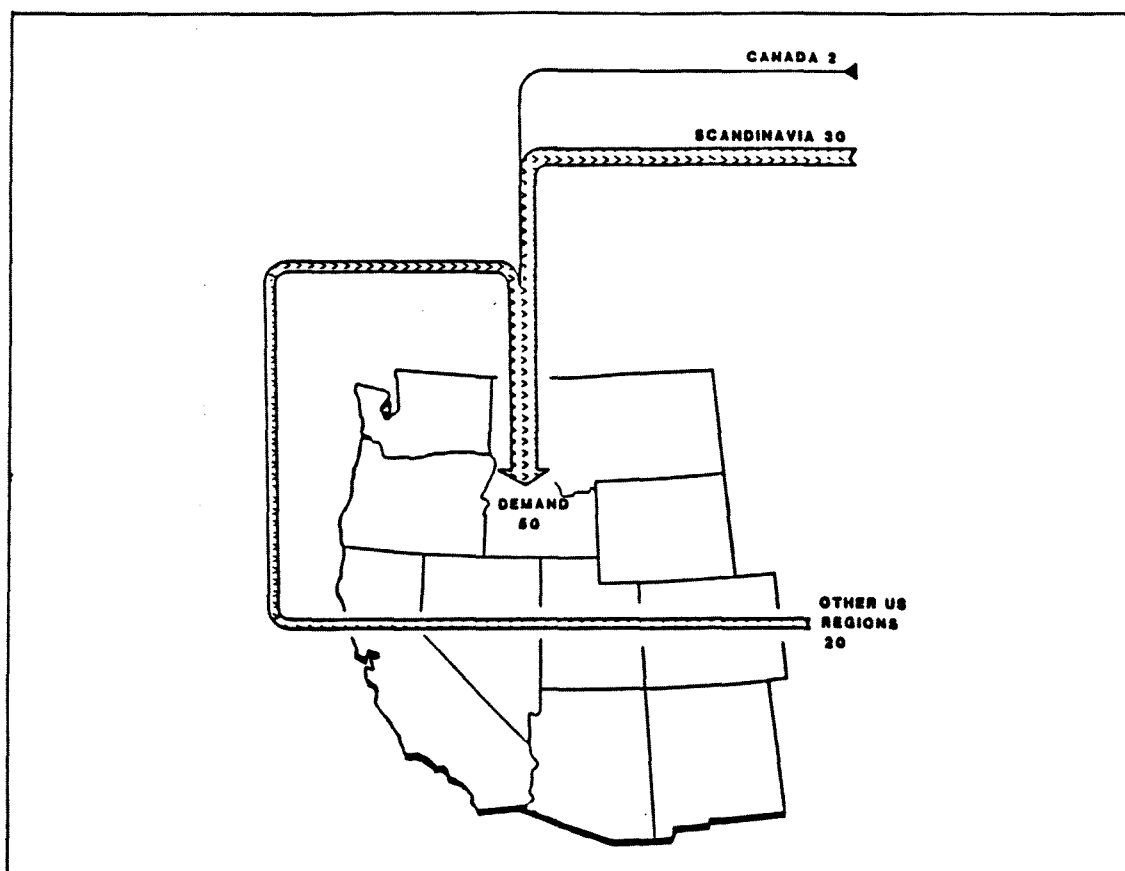 CANADA 2
SCANDINAVIA 30
DEMAND
50
OTHER US
REGIONS
20